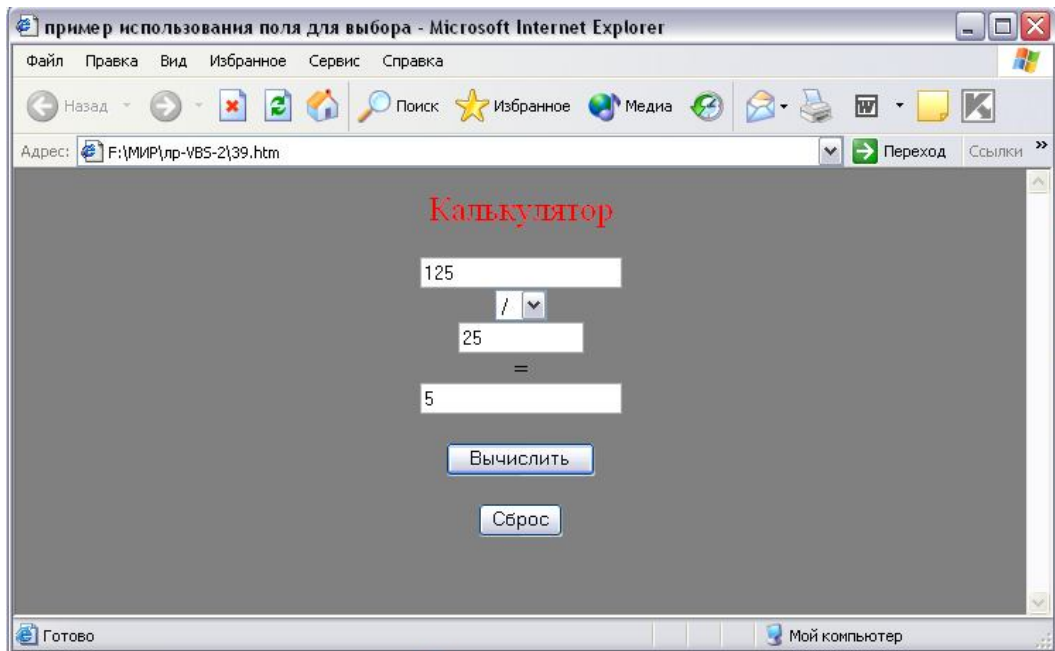 пример использования поля для выбора - Microsoft Internet Explorer
Файл Правка Вид Избранное Сервис Справка
Назад Поиск Избранное Медиа W K
Адрес: F:\МИР\лр-VBS-2\39.htm Переход Ссылки »
Калькулятор
125
/
25
=
5
Вычислить
Сброс
Готово Мой компьютер